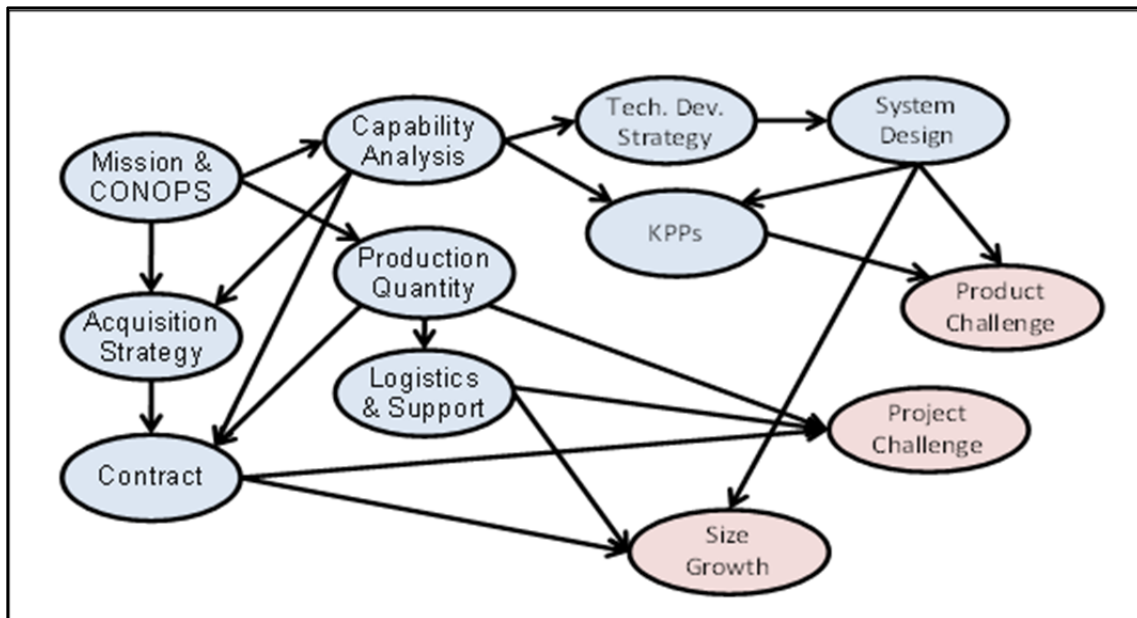 Mission &
CONOPS
Capability
Analysis
Tech. Dev.
Strategy
System
Design
KPPs
Production
Quantity
Product
Challenge
Acquisition
Strategy
Logistics
& Support
Project
Challenge
Contract
Size
Growth